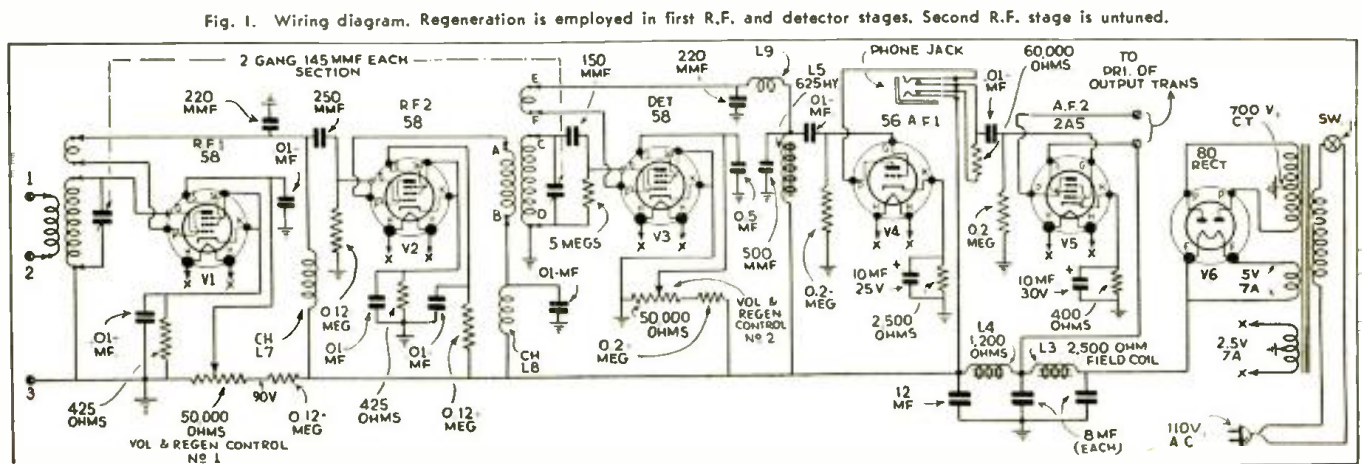 Fig. 1. Wiring diagram. Regeneration is employed in first R.F. and detector stages. Second R.F. stage is untuned.
2 GANG 145 MMF EACH
SECTION
220
MMF
250
MMF
R F 1
58
.01-
MF
R F 2
58
150
MMF
DET
58
220
MMF
L9
L5
625HY
.01-
MF
PHONE JACK
56 A F 1
60,000
OHMS
.01-
MF
TO
PRI. OF
OUTPUT TRANS
A.F. 2
2A5
700 V.
CT
80
RECT
SW
1
2
3
V1
V2
V3
V4
V5
V6
A
B
C
D
E
F
.01-
MF
CH
L7
0.12
MEG
.01
MF
.01-
MF
5 MEGS
.01-MF
CH
L8
0.5
MF
500
MMF
0.2-
MEG
10 MF
25 V
2,500
OHMS
0.2
MEG
10 MF
30V
400
OHMS
5V
7A
2.5V
7A
425
OHMS
50,000
OHMS
VOL & REGEN CONTROL
Nº 1
90V
0.12-
MEG
425
OHMS
0.12-
MEG
50,000
OHMS
0.2-
MEG
VOL &
REGEN
CONTROL
Nº 2
L4
1,200
OHMS
L3
2,500 OHM
FIELD COIL
12
MF
8 MF
(EACH)
110V.
A C
X
X
X
X
X
X
X
X
X
X
X
X